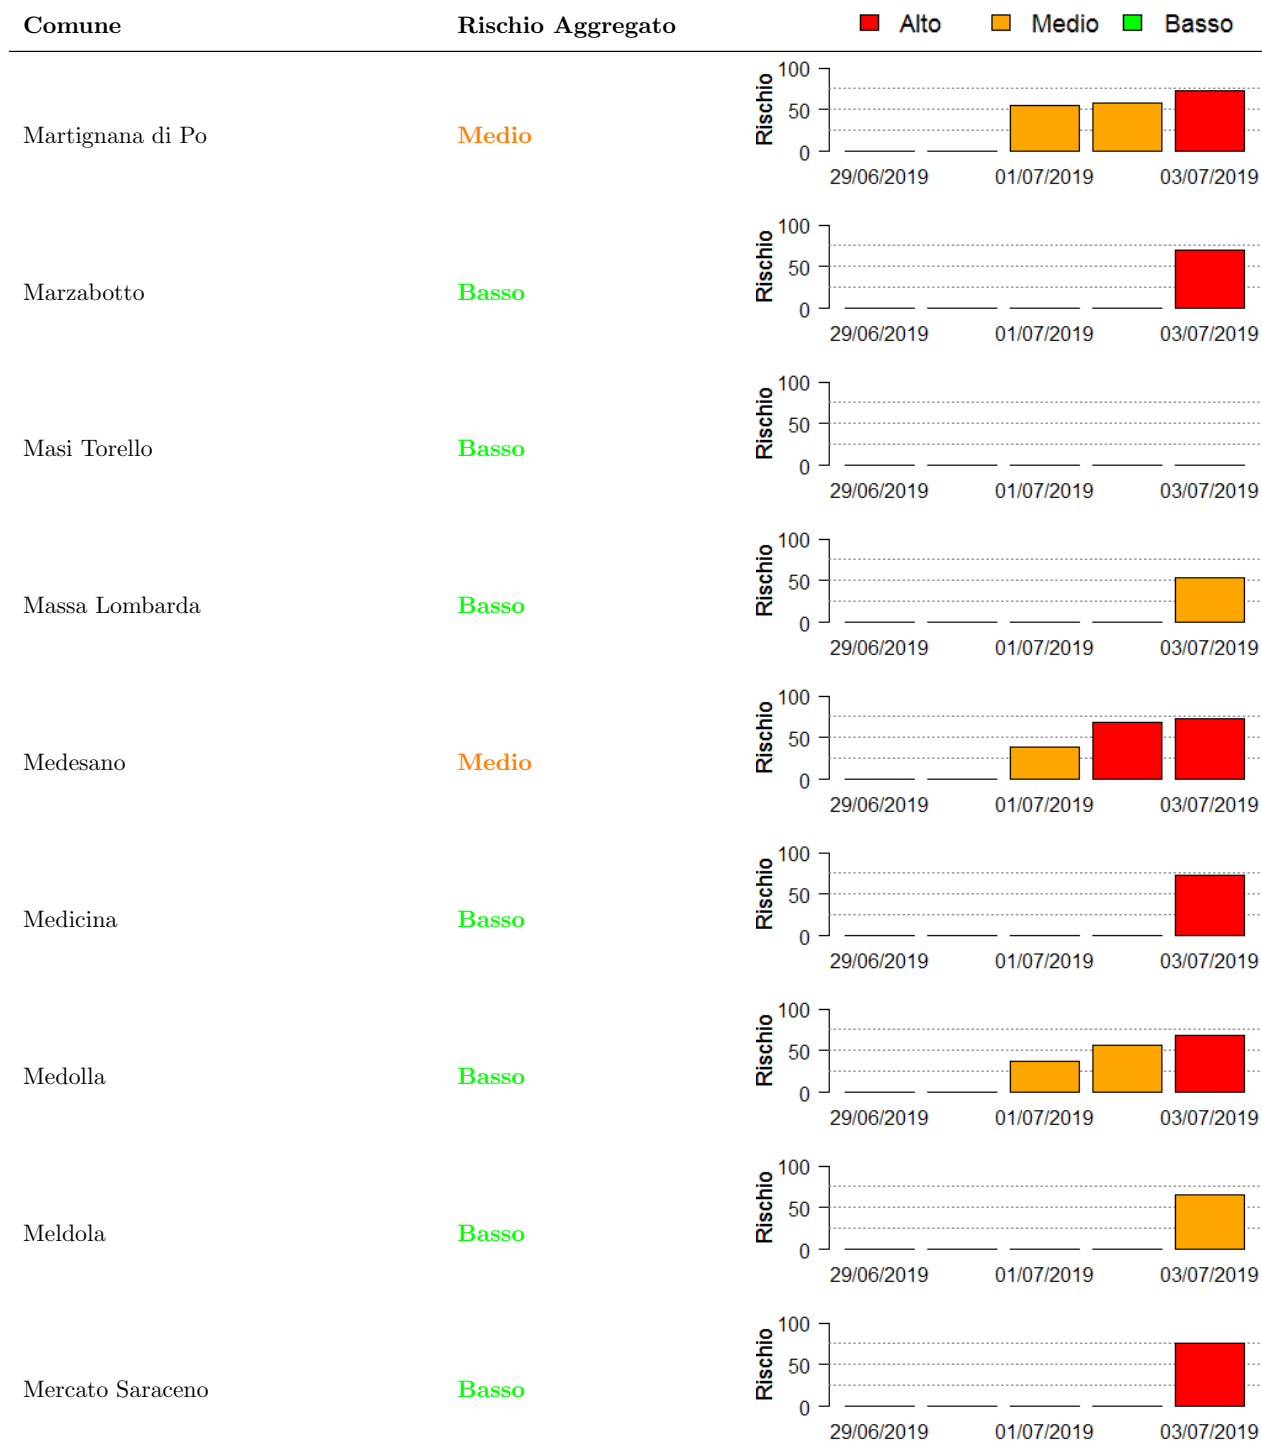 Comune Rischio Aggregato Alto Medio Basso
100
50
0
Rischio
Martignana di Po Medio
29/06/2019 01/07/2019 03/07/2019
100
50
0
Rischio
Marzabotto Basso
29/06/2019 01/07/2019 03/07/2019
100
50
0
Rischio
Masi Torello Basso
29/06/2019 01/07/2019 03/07/2019
100
50
0
Rischio
Massa Lombarda Basso
29/06/2019 01/07/2019 03/07/2019
100
50
0
Rischio
Medesano Medio
29/06/2019 01/07/2019 03/07/2019
100
50
0
Rischio
Medicina Basso
29/06/2019 01/07/2019 03/07/2019
100
50
0
Rischio
Medolla Basso
29/06/2019 01/07/2019 03/07/2019
100
50
0
Rischio
Meldola Basso
29/06/2019 01/07/2019 03/07/2019
100
50
0
Rischio
Mercato Saraceno Basso
29/06/2019 01/07/2019 03/07/2019